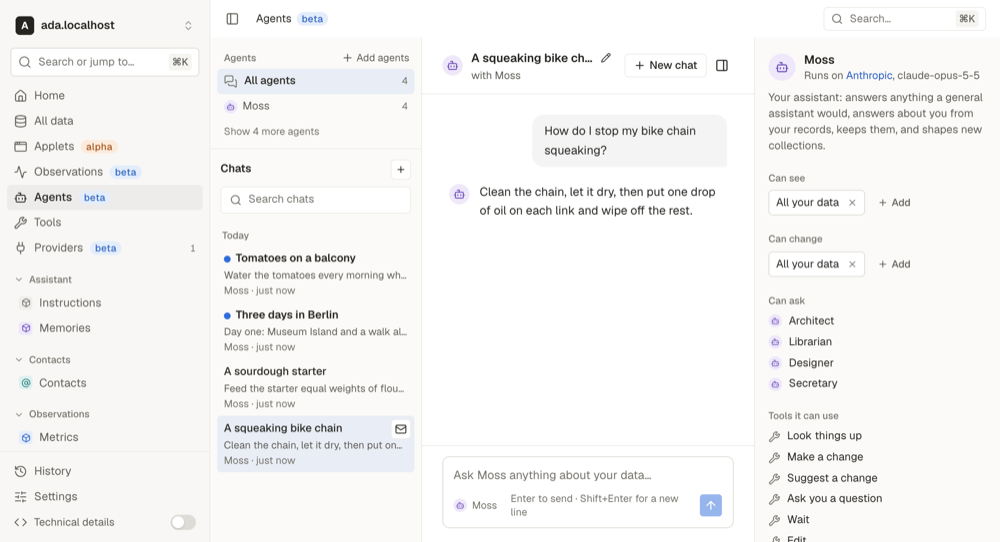 A ada.localhost
Search or jump to... ⌘K
Home
All data
Applets alpha
Observations beta
Agents beta
Tools
Providers beta 1
Assistant
Instructions
Memories
Contacts
Contacts
Observations
Metrics
History
Settings
Technical details
Agents beta
Search... ⌘K
Agents + Add agents
All agents 4
Moss 4
Show 4 more agents
Chats
Search chats
Today
Tomatoes on a balcony
Water the tomatoes every morning wh...
Moss · just now
Three days in Berlin
Day one: Museum Island and a walk al...
Moss · just now
A sourdough starter
Feed the starter equal weights of flou...
Moss · just now
A squeaking bike chain
Clean the chain, let it dry, then put on...
Moss · just now
A squeaking bike ch...
with Moss
+ New chat
How do I stop my bike chain
squeaking?
Clean the chain, let it dry, then put one drop
of oil on each link and wipe off the rest.
Ask Moss anything about your data...
Moss
Enter to send · Shift+Enter for a new
line
Moss
Runs on Anthropic, claude-opus-5-5
Your assistant: answers anything a general
assistant would, answers about you from
your records, keeps them, and shapes new
collections.
Can see
All your data × + Add
Can change
All your data × + Add
Can ask
Architect
Librarian
Designer
Secretary
Tools it can use
Look things up
Make a change
Suggest a change
Ask you a question
Wait
Edit